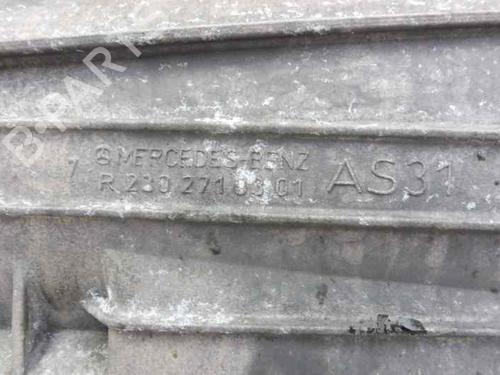 B-PARTS
MERCEDES-BENZ
7 R 230 271 03 01 AS31